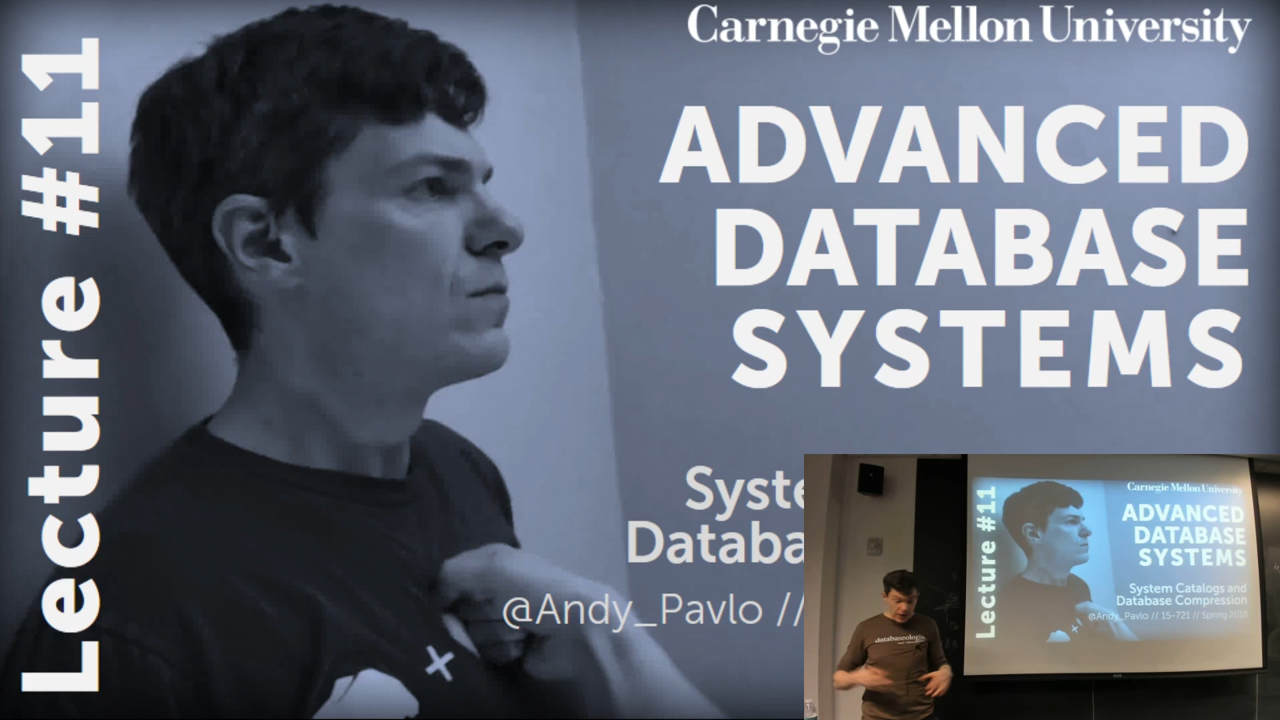 Lecture #11
Carnegie Mellon University
ADVANCED
DATABASE
SYSTEMS
Syste
Databa
@Andy_Pavlo //
Lecture #11
Carnegie Mellon University
ADVANCED
DATABASE
SYSTEMS
System Catalogs and
Database Compression
@Andy_Pavlo // 15-721 // Spring 2018
databaseologist